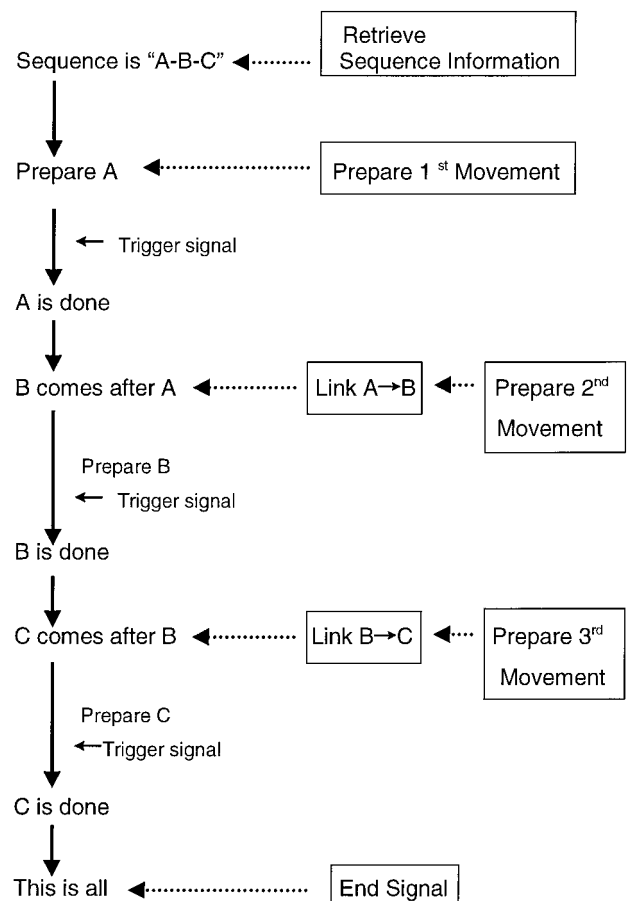 Retrieve
Sequence is “A-B-C”
Sequence Information
Prepare A
Prepare 1 st Movement
Trigger signal
A is done
B comes after A
Link A→B
Prepare 2nd
Movement
Prepare B
Trigger signal
B is done
C comes after B
Link B→C
Prepare 3rd
Movement
Prepare C
Trigger signal
C is done
This is all
End Signal